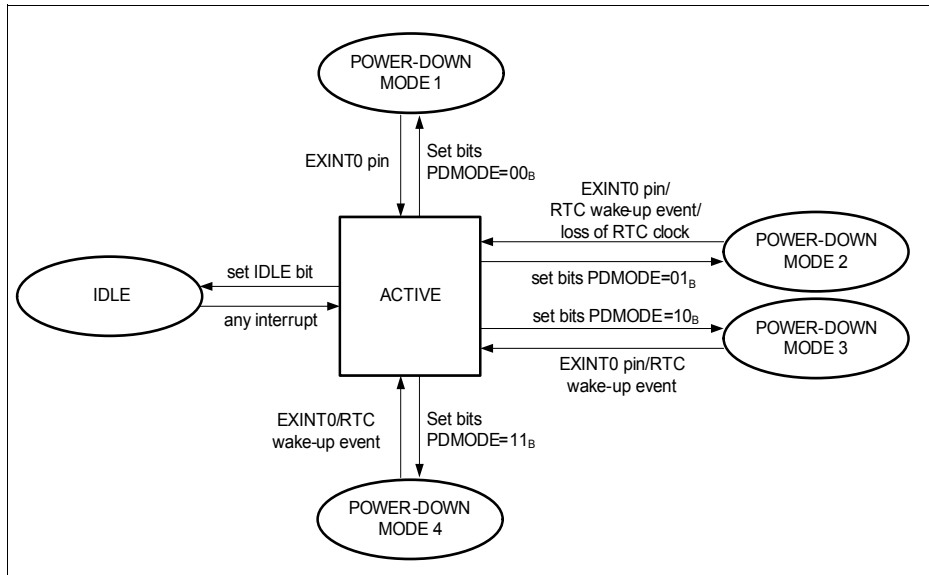 POWER-DOWN
MODE 1
EXINT0 pin
Set bits
PDMODE=00B
EXINT0 pin/
RTC wake-up event/
loss of RTC clock
POWER-DOWN
MODE 2
set bits PDMODE=01B
IDLE
set IDLE bit
any interrupt
ACTIVE
set bits PDMODE=10B
POWER-DOWN
MODE 3
EXINT0 pin/RTC
wake-up event
EXINT0/RTC
wake-up event
Set bits
PDMODE=11B
POWER-DOWN
MODE 4